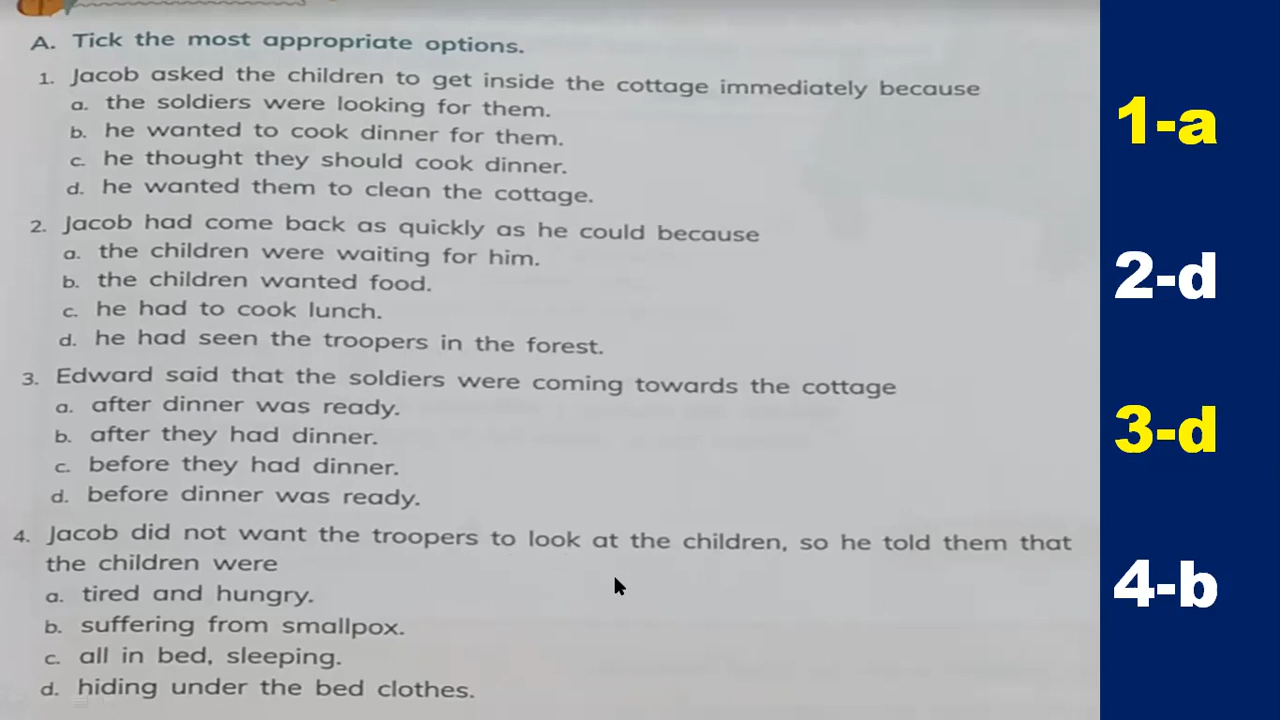 A. Tick the most appropriate options.
1. Jacob asked the children to get inside the cottage immediately because
a. the soldiers were looking for them.
b. he wanted to cook dinner for them.
c. he thought they should cook dinner.
d. he wanted them to clean the cottage.
2. Jacob had come back as quickly as he could because
a. the children were waiting for him.
b. the children wanted food.
c. he had to cook lunch.
d. he had seen the troopers in the forest.
3. Edward said that the soldiers were coming towards the cottage
a. after dinner was ready.
b. after they had dinner.
c. before they had dinner.
d. before dinner was ready.
4. Jacob did not want the troopers to look at the children, so he told them that
the children were
a. tired and hungry.
b. suffering from smallpox.
c. all in bed, sleeping.
d. hiding under the bed clothes.
1-a
2-d
3-d
4-b